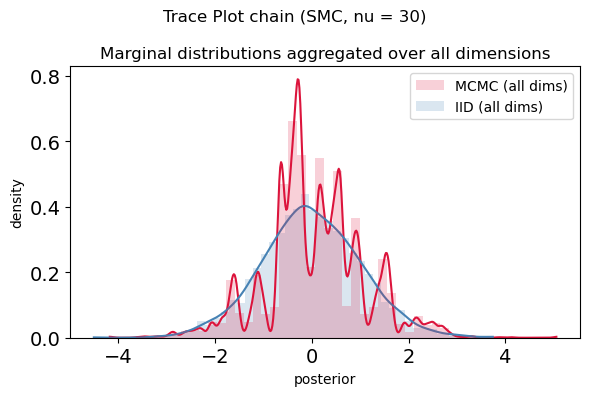 Trace Plot chain (SMC, nu = 30)
Marginal distributions aggregated over all dimensions
MCMC (all dims)
IID (all dims)
density
0.8
0.6
0.4
0.2
0.0
−4
−2
0
2
4
posterior